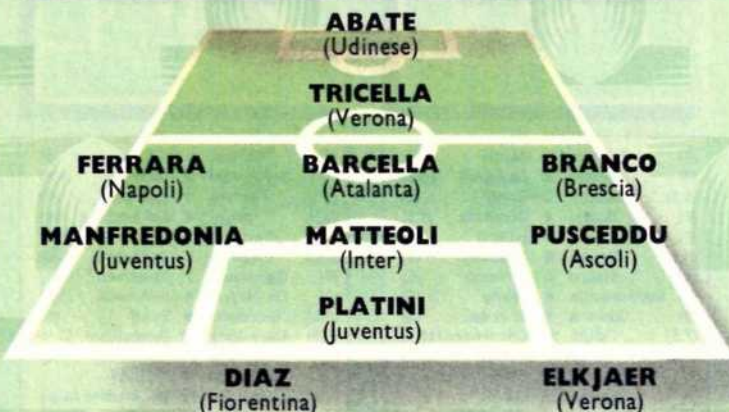 ABATE
(Udinese)
TRICELLA
(Verona)
FERRARA BARCELLA BRANCO
(Napoli) (Atalanta) (Brescia)
MANFREDONIA MATTEOLI PUSCEDDU
(Juventus) (Inter) (Ascoli)
PLATINI
(Juventus)
DIAZ ELKJAER
(Fiorentina) (Verona)